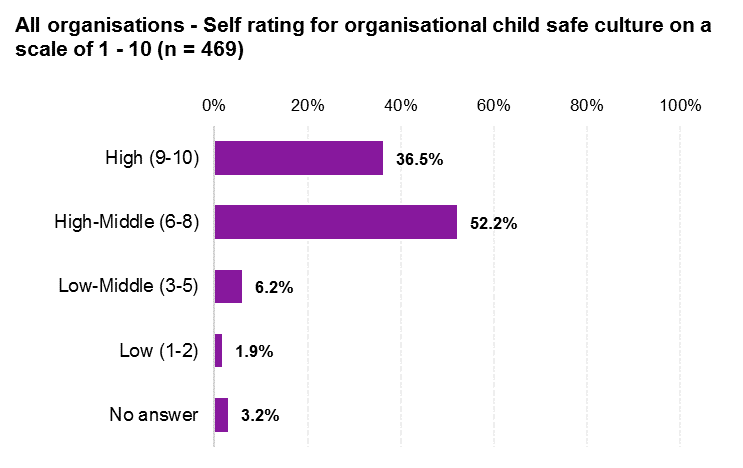 All organisations - Self rating for organisational child safe culture on a
scale of 1 - 10 (n = 469)
0% 20% 40% 60% 80% 100%
High (9-10) 36.5%
High-Middle (6-8) 52.2%
Low-Middle (3-5) 6.2%
Low (1-2) 1.9%
No answer 3.2%